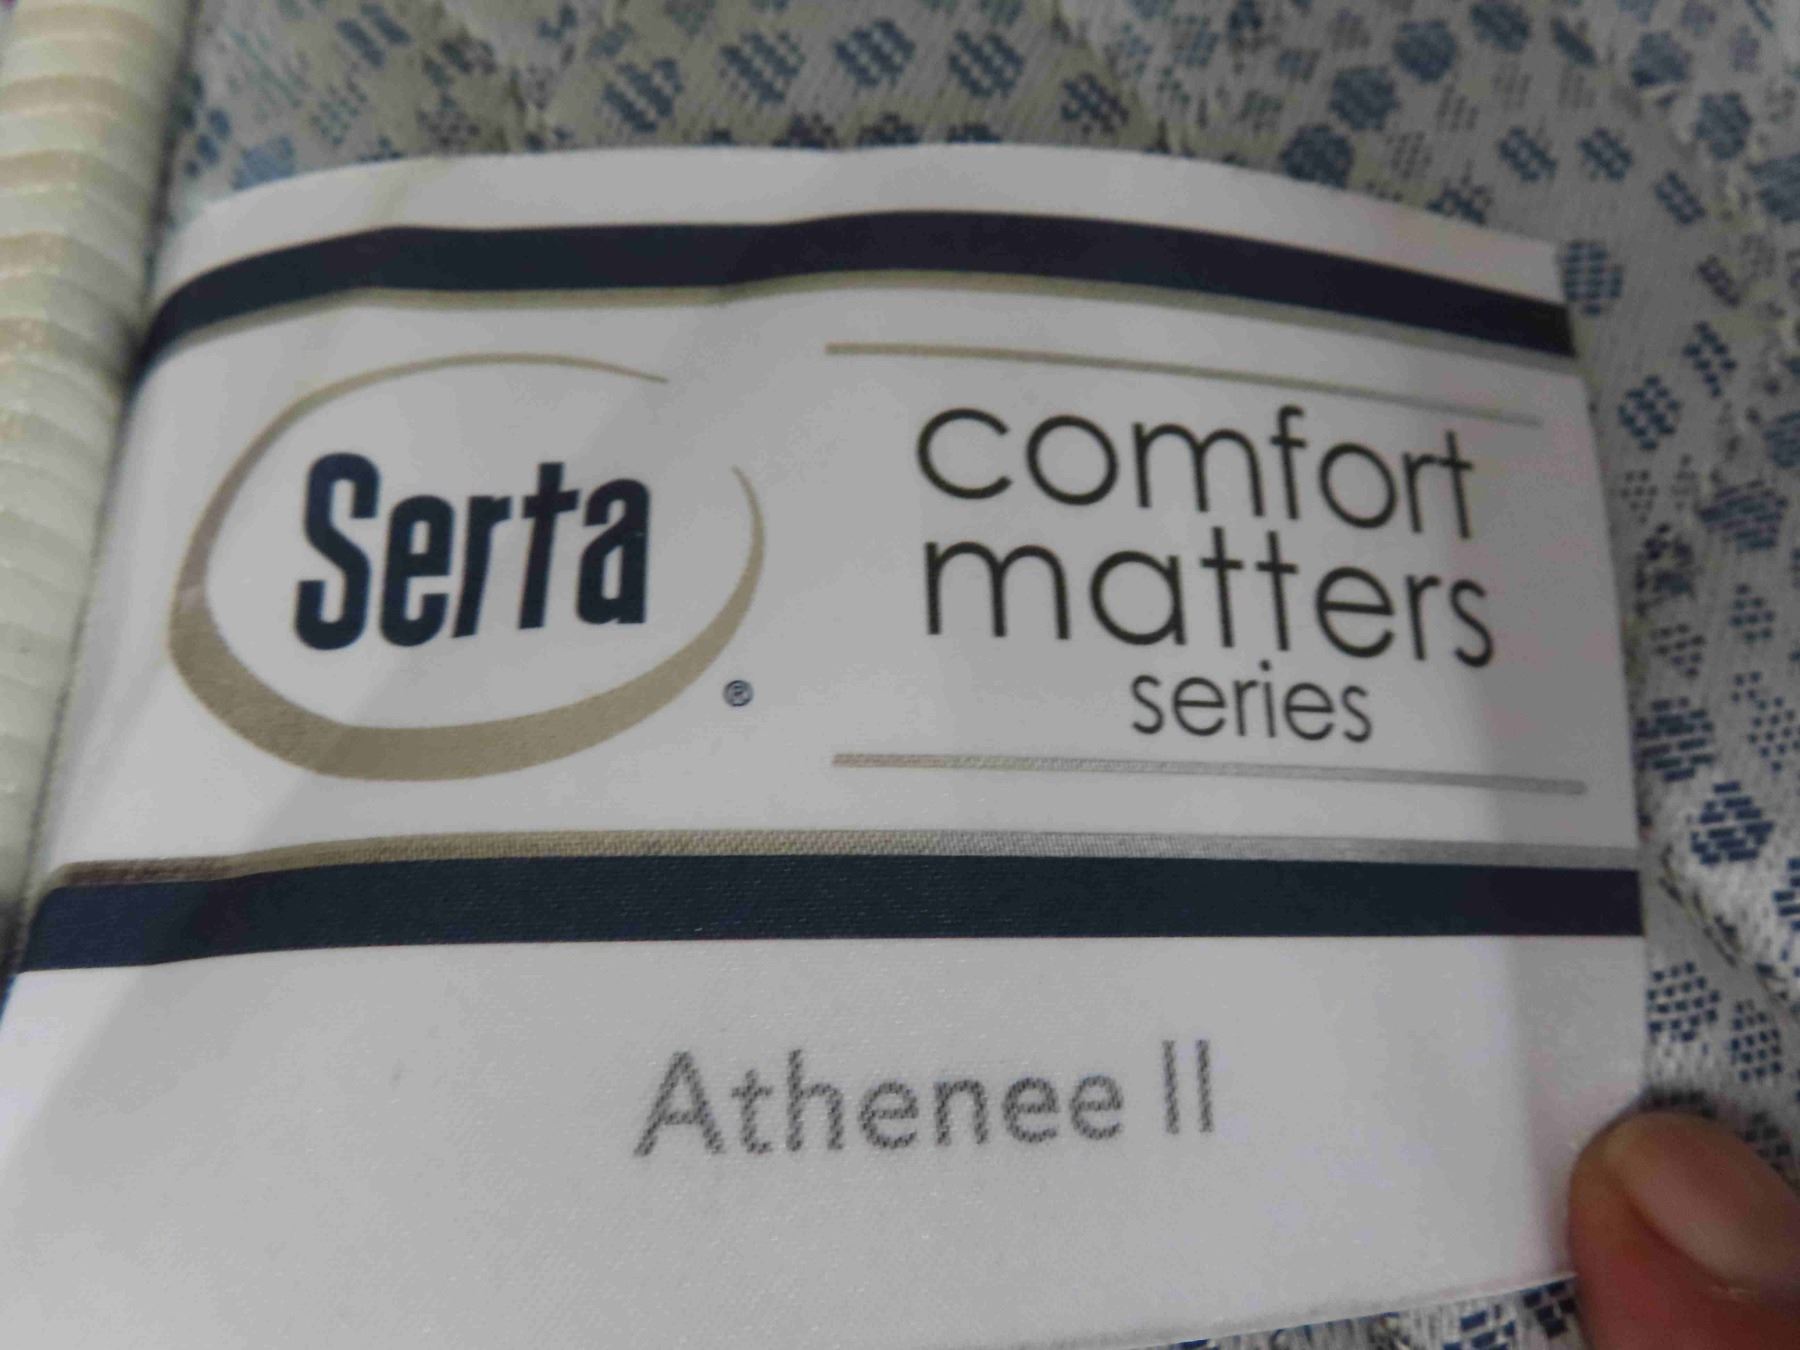 Serta
®
comfort
matters
series
Athenee II